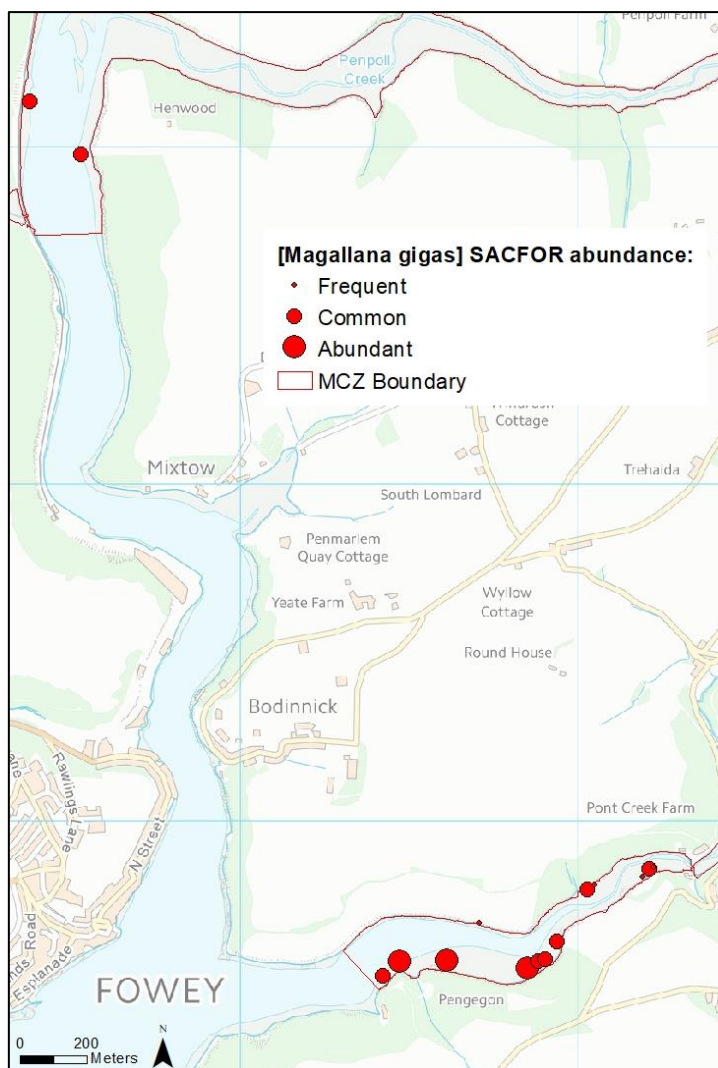 Penpoll Farm
Penpoll
Creek
Henwood
[Magallana gigas] SACFOR abundance:
Frequent
Common
Abundant
MCZ Boundary
Cottage
Mixtow
Trehaida
South Lombard
Penmarlem
Quay Cottage
Yeate Farm
Wyllow
Cottage
Round House
Bodinnick
Rawlings Lane
N Street
Pont Creek Farm
Road
Esplanade
FOWEY
Pengegon
0 200
Meters
N